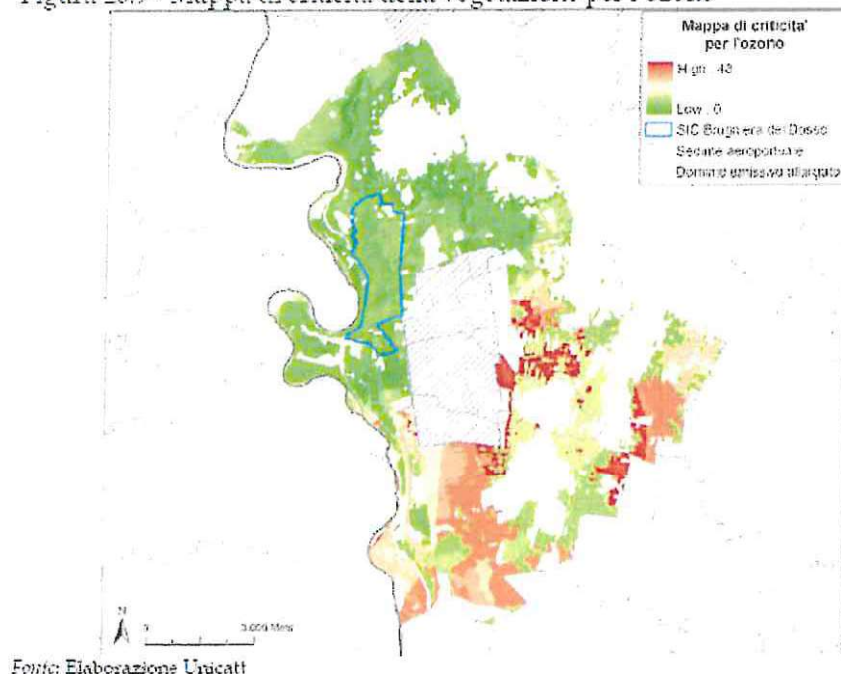 Mappa di criticita'
per l'ozono
High : 43
Low : 0
SIC Brughiera del Dosso
Sedime aeroportuale
Dominio emissivo allargato
N
0
3.000 Meters
Fonte: Elaborazione Unicatt